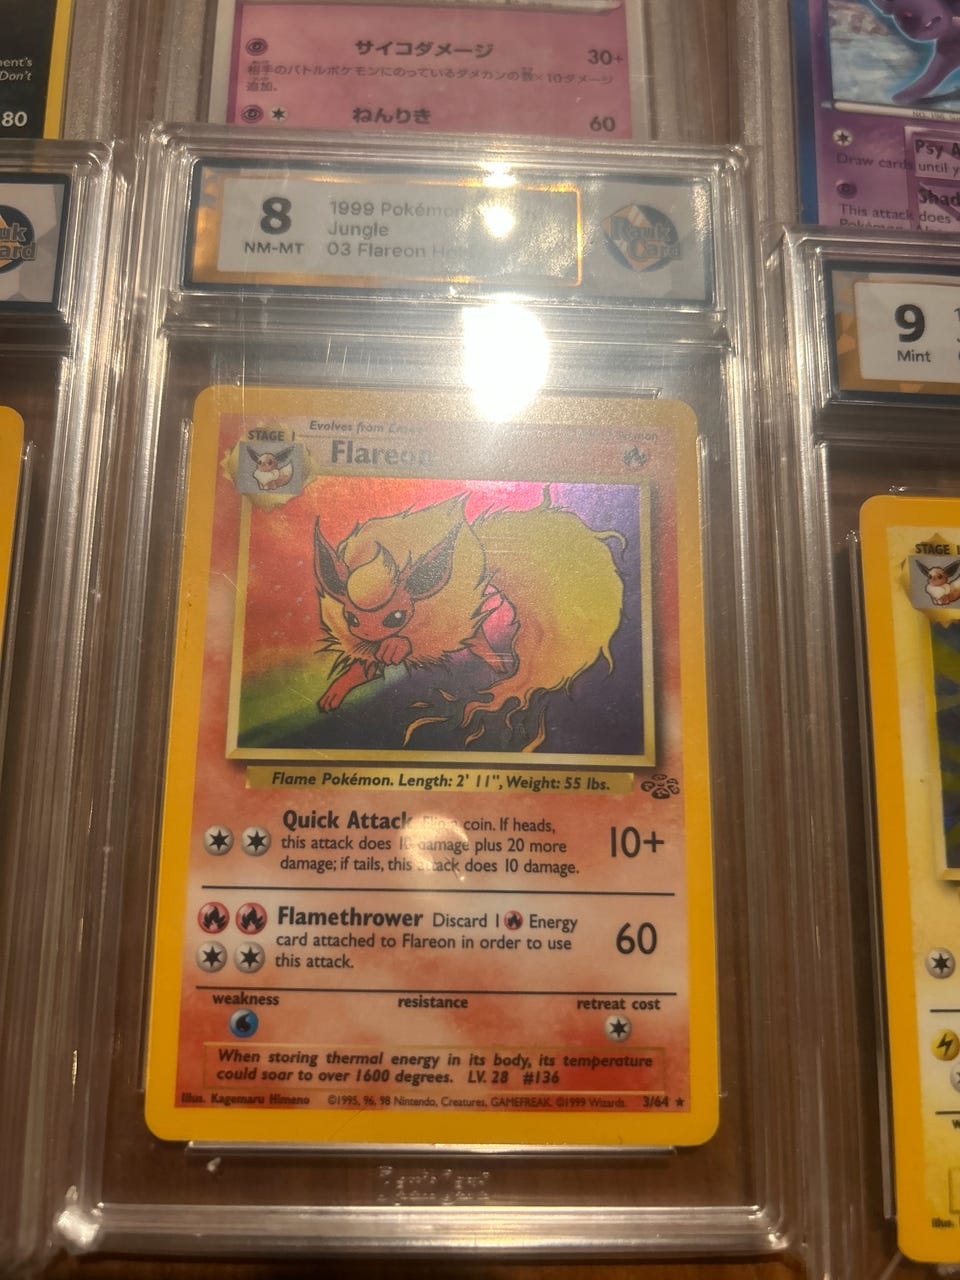 ment's
Don't
80
サイコダメージ 30+
相手のバトルポケモンにのっているダメカンの数×10ダメージ
追加。
ねんりき 60
Psy
Draw cards until
Shad
This attack does
8
NM-MT
1999 Pokémon
Jungle
03 Flareon
Card
9
Mint
STAGE 1
Evolves from
Flareon
Flame Pokémon. Length: 2' 11", Weight: 55 lbs.
Quick Attack coin. If heads,
this attack does 10 damage plus 20 more
damage; if tails, this attack does 10 damage.
10+
Flamethrower Discard 1 Energy
card attached to Flareon in order to use
this attack.
60
weakness resistance retreat cost
When storing thermal energy in its body, its temperature
could soar to over 1600 degrees. LV. 28 #136
Illus. Kagemaru Himeno ©1995, 96, 98 Nintendo, Creatures, GAMEFREAK. ©1999 Wizards. 3/64 ★
STAGE 1
Illus.